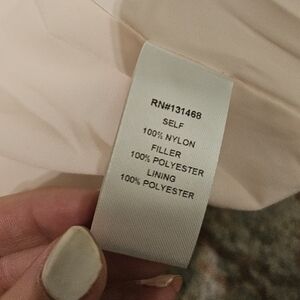 RN#131468
SELF
100% NYLON
FILLER
100% POLYESTER
LINING
100% POLYESTER